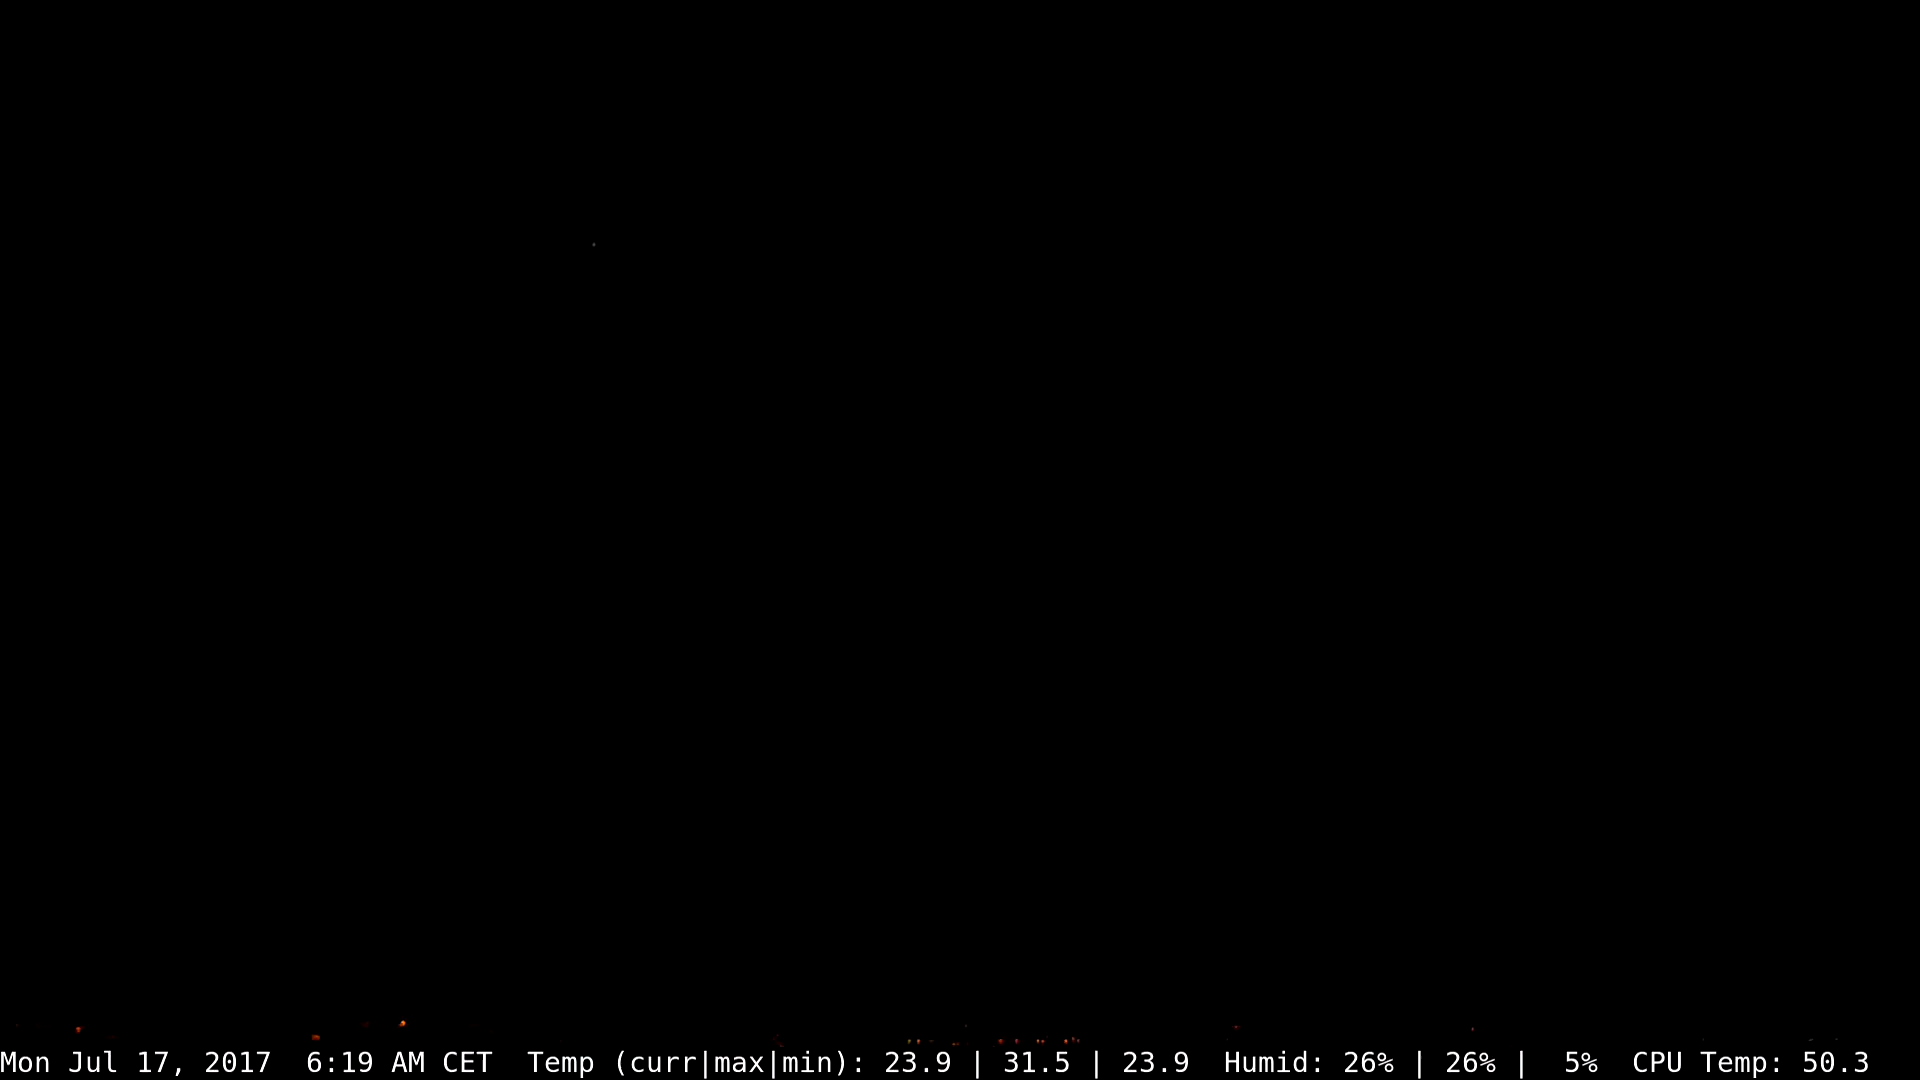 Mon Jul 17, 2017  6:19 AM CET  Temp (curr|max|min): 23.9 | 31.5 | 23.9  Humid: 26% | 26% |  5%  CPU Temp: 50.3